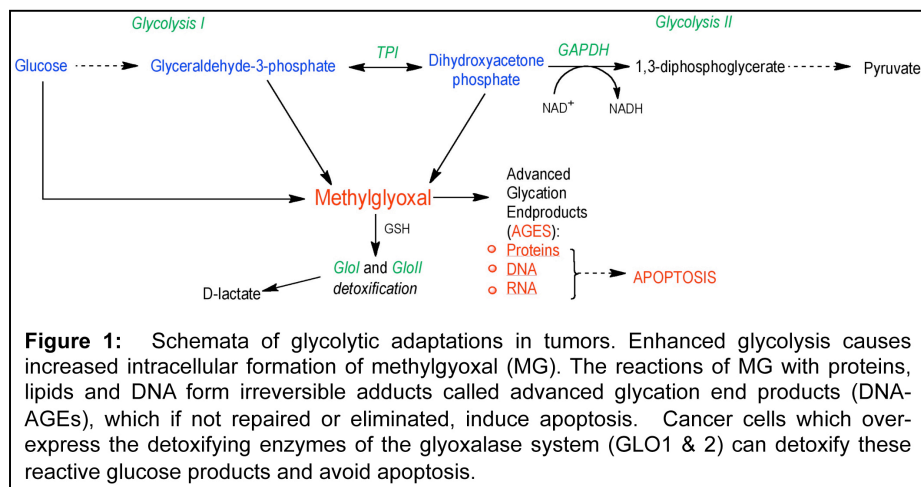 Glycolysis I
Glycolysis II
Glucose
Glyceraldehyde-3-phosphate
TPI
Dihydroxyacetone
phosphate
GAPDH
1,3-diphosphoglycerate
Pyruvate
NAD+
NADH
Methylglyoxal
Advanced
Glycation
Endproducts
(AGES):
Proteins
DNA
RNA
APOPTOSIS
GSH
GloI and GloII
detoxification
D-lactate
Figure 1: Schemata of glycolytic adaptations in tumors. Enhanced glycolysis causes
increased intracellular formation of methylgyoxal (MG). The reactions of MG with proteins,
lipids and DNA form irreversible adducts called advanced glycation end products (DNA-
AGEs), which if not repaired or eliminated, induce apoptosis. Cancer cells which over-
express the detoxifying enzymes of the glyoxalase system (GLO1 & 2) can detoxify these
reactive glucose products and avoid apoptosis.